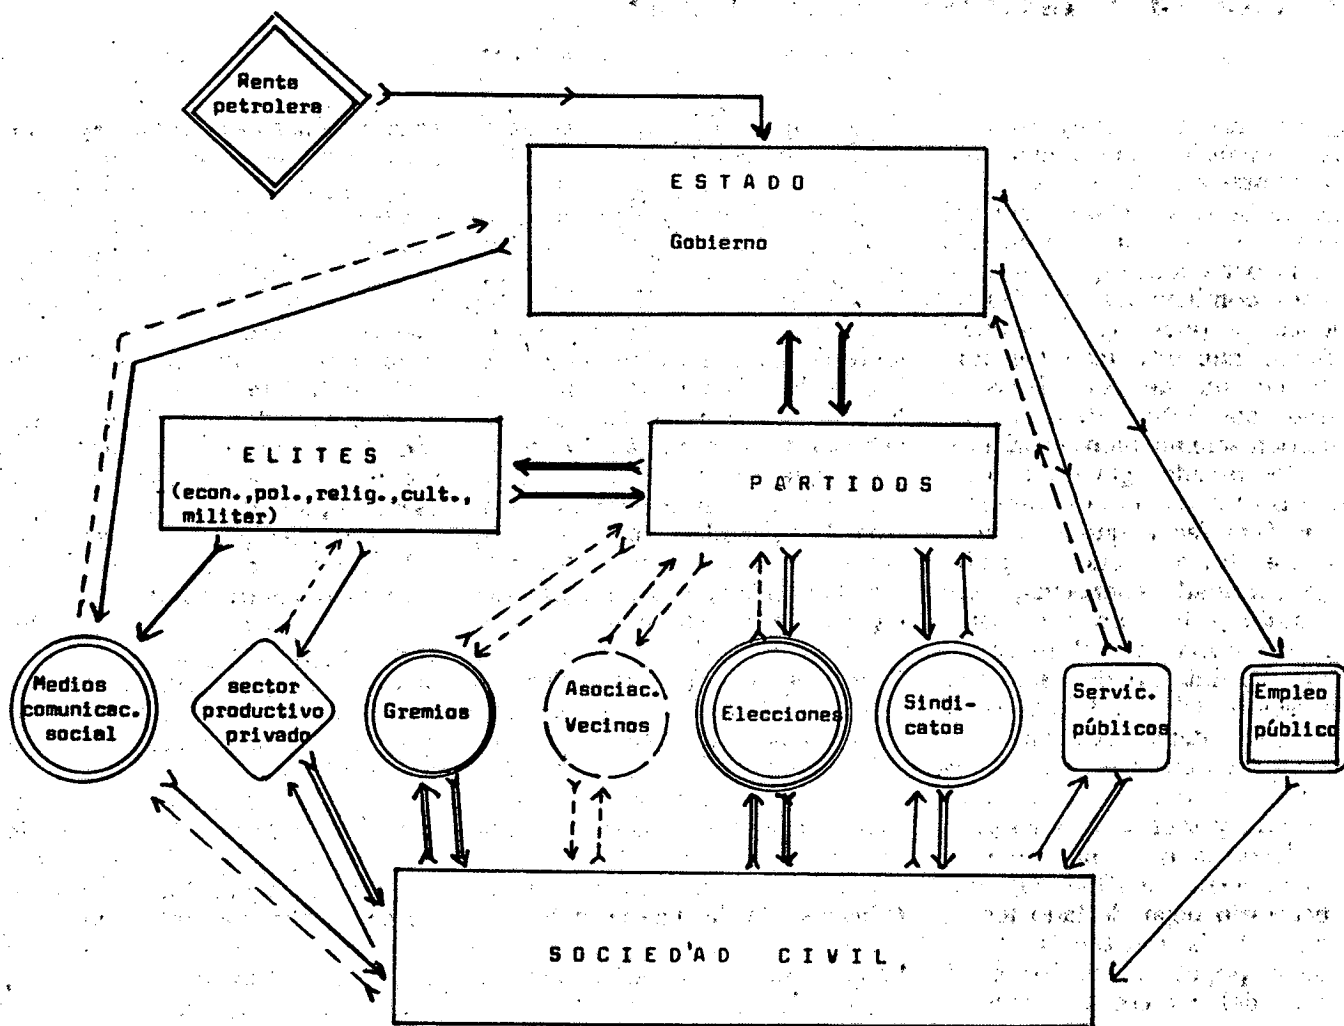 Renta
petrolera
E S T A D O
Gobierno
E L I T E S
(econ.,pol.,relig.,cult.,
militar)
P A R T I D O S
Medios
comunicac.
social
sector
productivo
privado
Gremios
Asociac.
Vecinos
Elecciones
Sindi-
catos
Servic.
públicos
Empleo
público
S O C I E D A D C I V I L